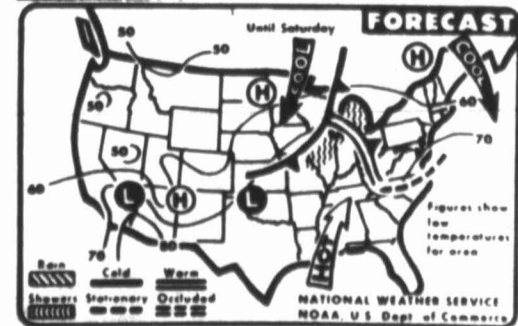 FORECAST
Until Saturday
50
50
50
50
60
60
70
70
80
H
H
H
L
L
COOL
COOL
HOT
Figures show
low
temperatures
for area
Rain
Cold
Warm
Showers
Stationary
Occluded
NATIONAL WEATHER SERVICE
NOAA, U.S. Dept. of Commerce